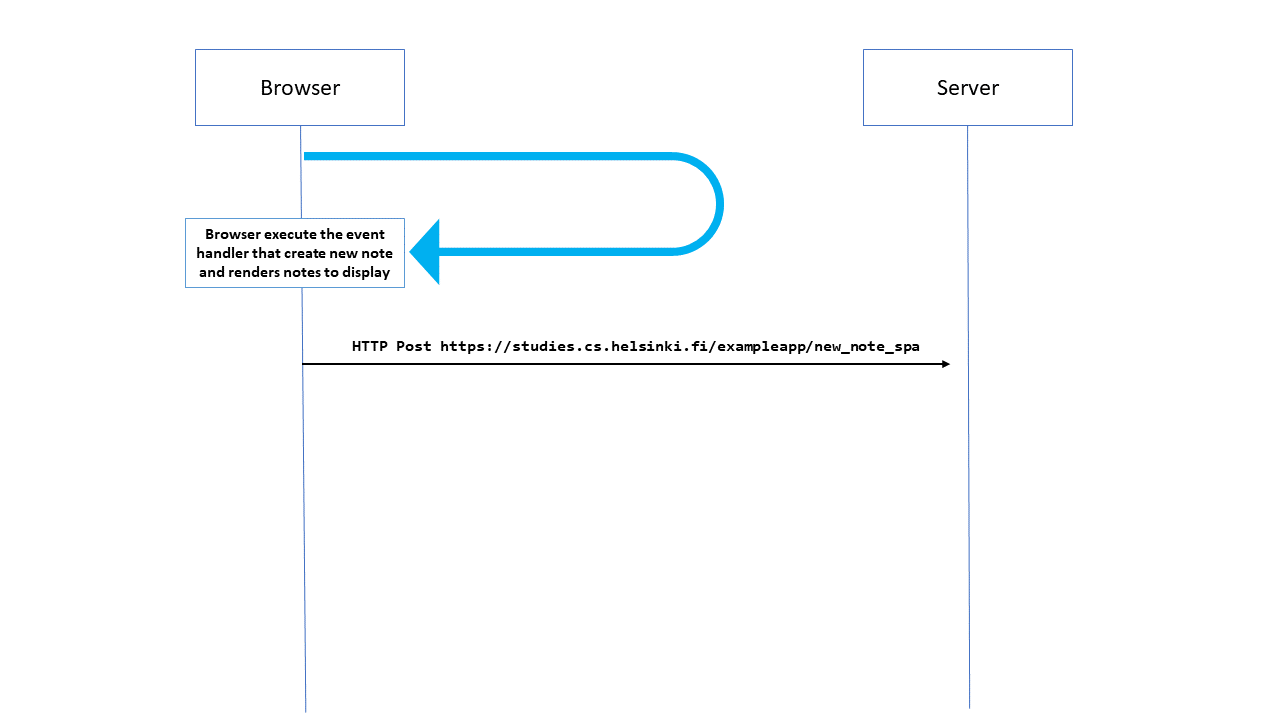 Browser
Server
Browser execute the event
handler that create new note
and renders notes to display
HTTP Post https://studies.cs.helsinki.fi/exampleapp/new_note_spa